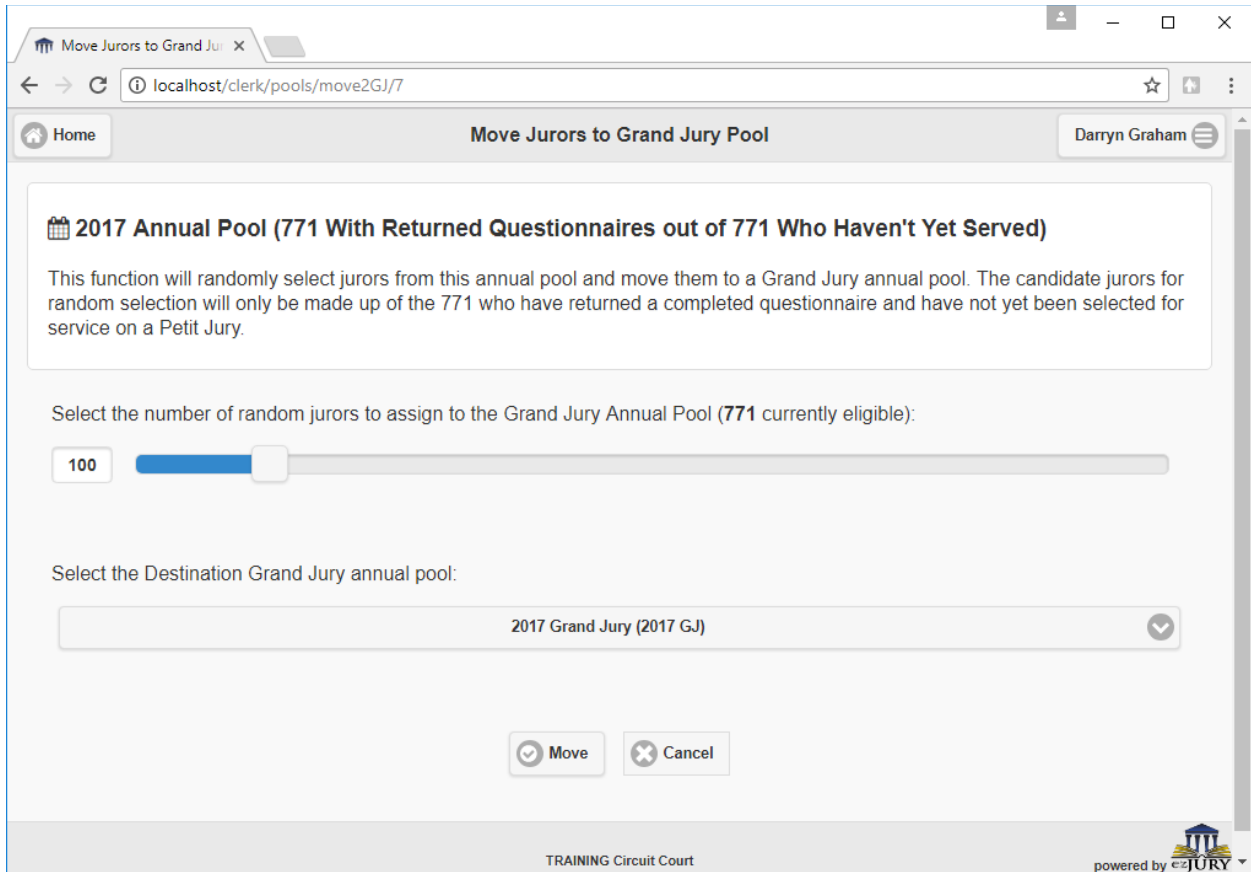 Move Jurors to Grand Jur
localhost/clerk/pools/move2GJ/7
Home
Move Jurors to Grand Jury Pool
Darryn Graham
2017 Annual Pool (771 With Returned Questionnaires out of 771 Who Haven't Yet Served)
This function will randomly select jurors from this annual pool and move them to a Grand Jury annual pool. The candidate jurors for
random selection will only be made up of the 771 who have returned a completed questionnaire and have not yet been selected for
service on a Petit Jury.
Select the number of random jurors to assign to the Grand Jury Annual Pool (771 currently eligible):
100
Select the Destination Grand Jury annual pool:
2017 Grand Jury (2017 GJ)
Move
Cancel
TRAINING Circuit Court
powered by ezJURY